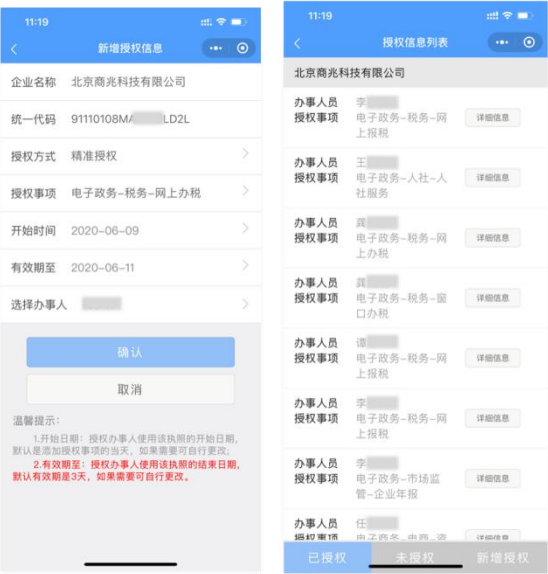 11:19
新增授权信息
企业名称 北京商兆科技有限公司
统一代码 91110108MA LD2L
授权方式 精准授权
授权事项 电子政务-税务-网上办税
开始时间 2020-06-09
有效期至 2020-06-11
选择办事人
确认
取消
温馨提示:
1.开始日期:授权办事人使用该执照的开始日期,
默认是添加授权事项的当天,如果需要可自行更改;
2.有效期至:授权办事人使用该执照的结束日期,
默认有效期是3天,如果需要可自行更改。
11:19
授权信息列表
北京商兆科技有限公司
办事人员 李
授权事项 电子政务-税务-网
上报税
详细信息
办事人员 王
授权事项 电子政务-人社-人
社服务
详细信息
办事人员 龚
授权事项 电子政务-税务-网
上办税
详细信息
办事人员 龚
授权事项 电子政务-税务-窗
口办税
详细信息
办事人员 谭
授权事项 电子政务-税务-网
上报税
详细信息
办事人员 李
授权事项 电子政务-税务-网
上报税
详细信息
办事人员 李
授权事项 电子政务-市场监
管-企业年报
详细信息
办事人员 任
授权事项 电子商务-电商-资
详细信息
已授权 未授权 新增授权